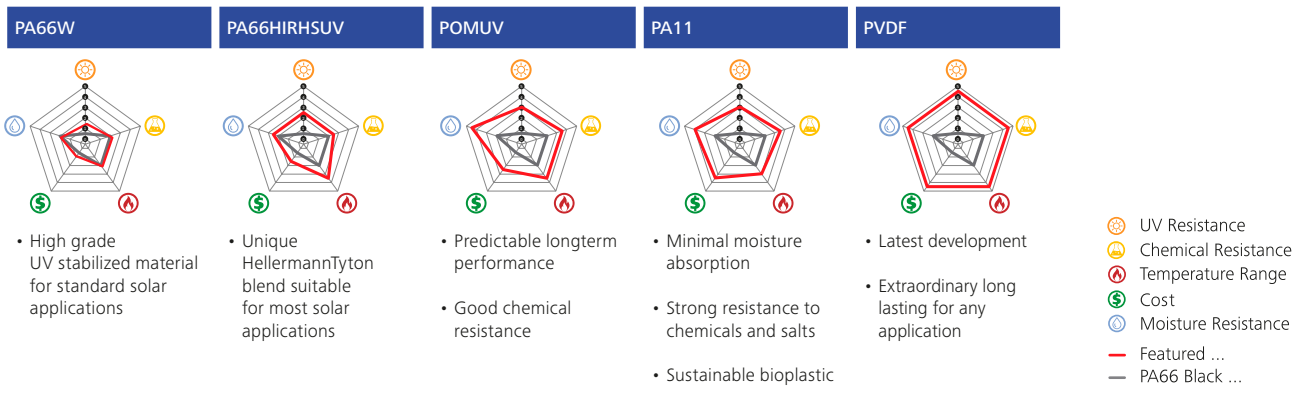 PA66W
PA66HIRHSUV
POMUV
PA11
PVDF
• High grade
UV stabilized material
for standard solar
applications
• Unique
HellermannTyton
blend suitable
for most solar
applications
• Predictable longterm
performance
• Good chemical
resistance
• Minimal moisture
absorption
• Strong resistance to
chemicals and salts
• Sustainable bioplastic
• Latest development
• Extraordinary long
lasting for any
application
UV Resistance
Chemical Resistance
Temperature Range
$ Cost
Moisture Resistance
Featured ...
PA66 Black ...